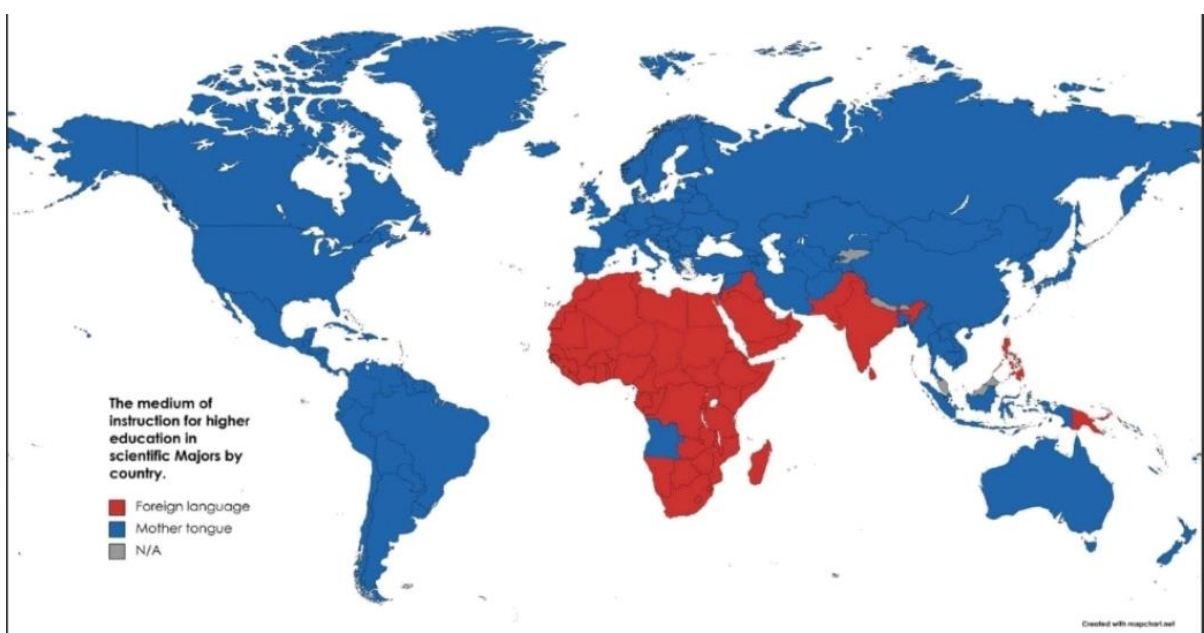 The medium of
instruction for higher
education in
scientific Majors by
country.
Foreign language
Mother tongue
N/A
Created with mapchart.net